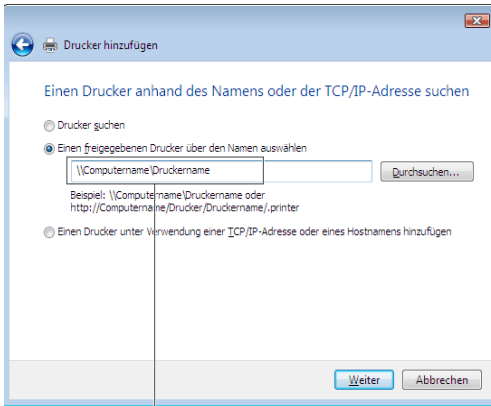 Drucker hinzufügen
Einen Drucker anhand des Namens oder der TCP/IP-Adresse suchen
Drucker suchen
Einen freigegebenen Drucker über den Namen auswählen
\\Computername\Druckername
Durchsuchen...
Beispiel: \\Computername\Druckername oder
http://Computername/Drucker/Druckername/.printer
Einen Drucker unter Verwendung einer TCP/IP-Adresse oder eines Hostnamens hinzufügen
Weiter
Abbrechen